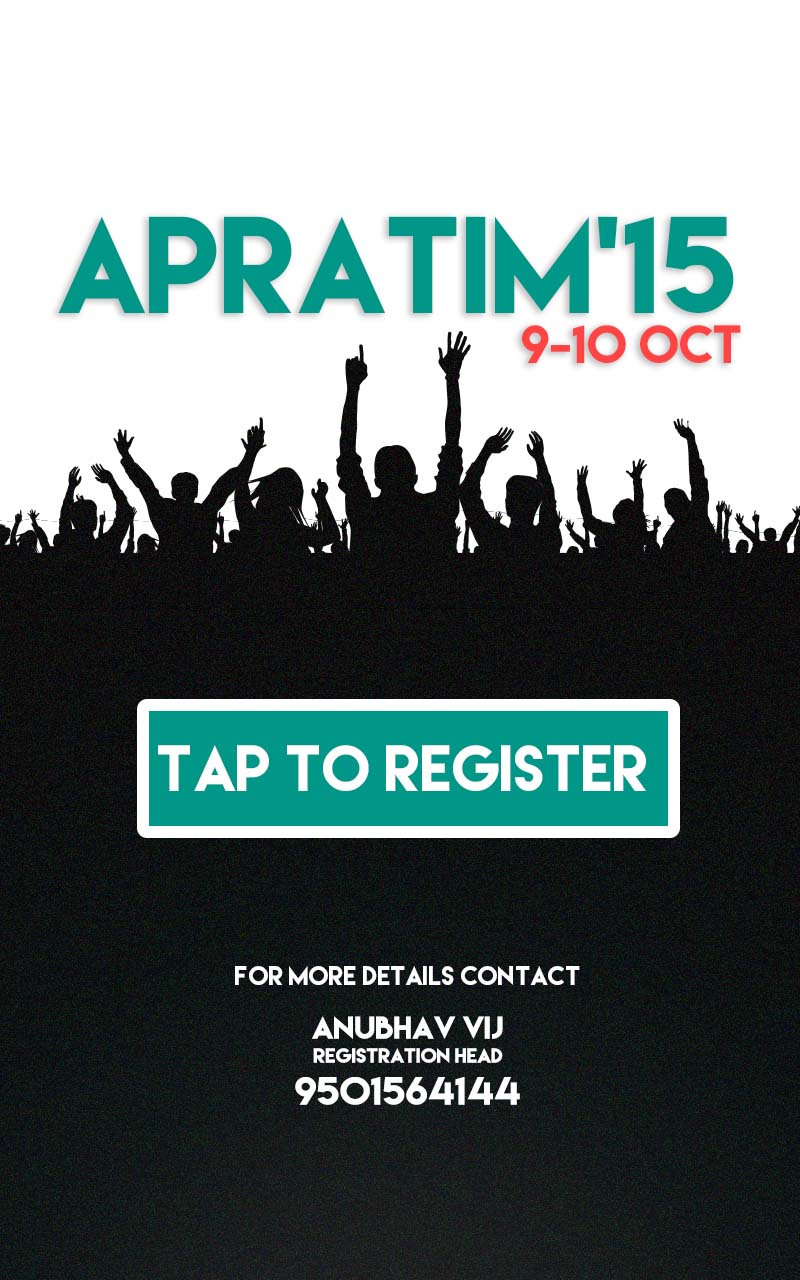 APRATIM'15
9-10 OCT
TAP TO REGISTER
FOR MORE DETAILS CONTACT
ANUBHAV VIJ
REGISTRATION HEAD
9501564144